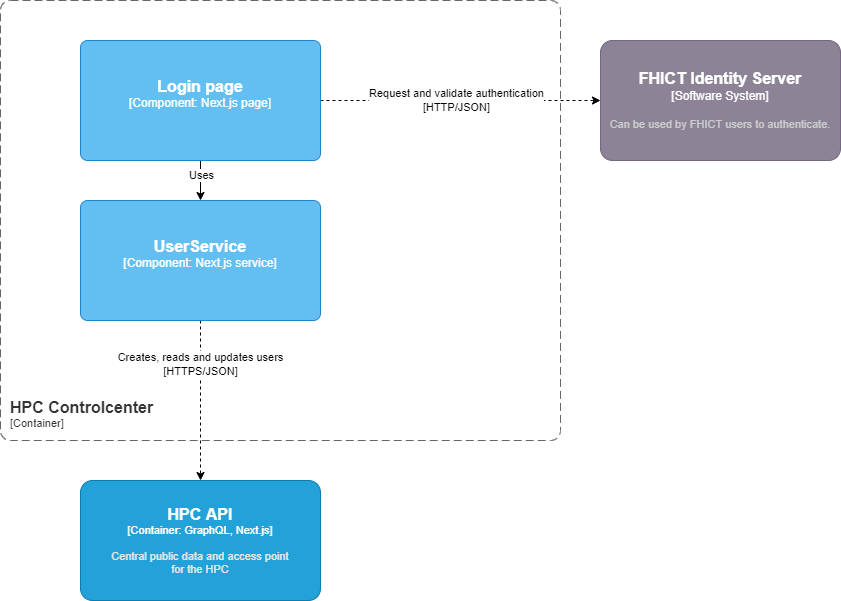 Login page
[Component: Next.js page]
Request and validate authentication
[HTTP/JSON]
FHICT Identity Server
[Software System]
Can be used by FHICT users to authenticate.
Uses
UserService
[Component: Next.js service]
Creates, reads and updates users
[HTTPS/JSON]
HPC Controlcenter
[Container]
HPC API
[Container: GraphQL, Next.js]
Central public data and access point
for the HPC